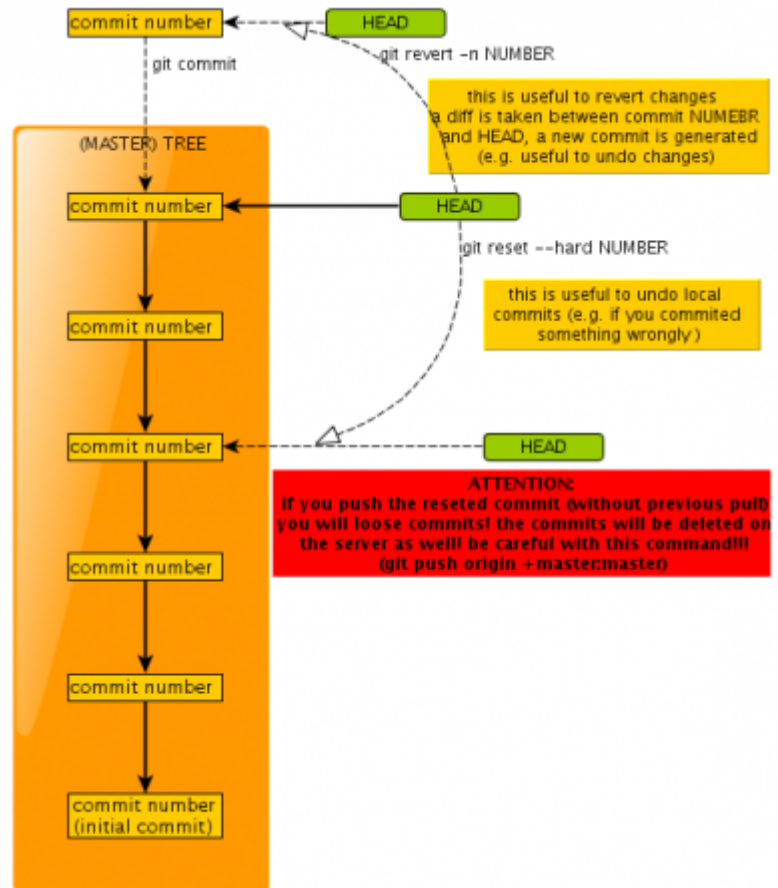 commit number
HEAD
git commit
git revert -n NUMBER
this is useful to revert changes
a diff is taken between commit NUMEBR
and HEAD, a new commit is generated
(e.g. useful to undo changes)
(MASTER) TREE
commit number
HEAD
git reset --hard NUMBER
this is useful to undo local
commits (e.g. if you commited
something wrongly )
commit number
commit number
HEAD
ATTENTION:
if you push the reseted commit (without previous pull)
you will loose commits! the commits will be deleted on
the server as well! be careful with this command!!!
(git push origin +master:master)
commit number
commit number
commit number
(initial commit)